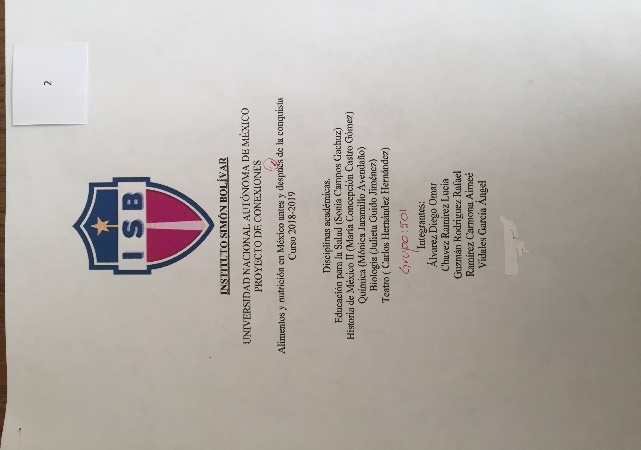 2
ISB
INSTITUTO SIMÓN BOLÍVAR
UNIVERSIDAD NACIONAL AUTÓNOMA DE MÉXICO
PROYECTO DE CONEXIONES
Alimentos y nutrición en México antes y después de la conquista
Curso 2018-2019
Disciplinas académicas.
Educación para la Salud (Sonia Campos Gachuz)
Historia de México II (María Concepción Castro Gómez)
Química (Mónica Jaramillo Avendaño)
Biología (Julieta Guido Jiménez)
Teatro ( Carlos Hernández Hernández)
Grupo: 501
Integrantes:
Álvarez Diego Omar
Chavez Ramírez Lucia
Guzmán Rodríguez Rafael
Ramírez Carmona Aimeé
Vidales García Ángel